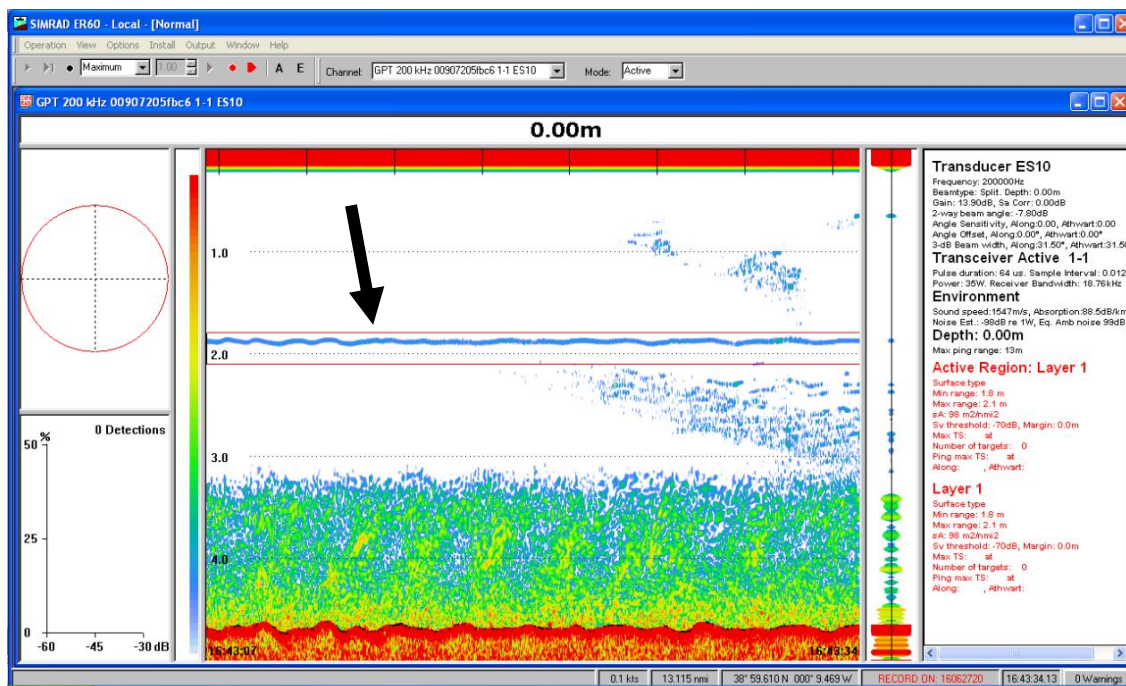 SIMRAD ER60 - Local - [Normal]
Operation View Options Install Output Window Help
Maximum 1.00 A E Channel: GPT 200 kHz 00907205fbc6 1-1 ES10 Mode: Active
GPT 200 kHz 00907205fbc6 1-1 ES10
0.00m
1.0
2.0
3.0
4.0
16:43:07 16:43:34
0 Detections
50 %
25
0
-60 -45 -30 dB
Transducer ES10
Frequency: 200000Hz
Beamtype: Split. Depth: 0.00m
Gain: 13.90dB, Sa Corr: 0.00dB
2-way beam angle: -7.80dB
Angle Sensitivity, Along:0.00, Athwart:0.00
Angle Offset, Along:0.00°, Athwart:0.00°
3-dB Beam width, Along:31.50°, Athwart:31.50
Transceiver Active 1-1
Pulse duration: 64 us. Sample Interval: 0.012
Power: 35W. Receiver Bandwidth: 18.76kHz
Environment
Sound speed:1547m/s, Absorption:88.5dB/km
Noise Est.: -98dB re 1W, Eq. Amb noise 99dB
Depth: 0.00m
Max ping range: 13m
Active Region: Layer 1
Surface type
Min range: 1.8 m
Max range: 2.1 m
sA: 98 m2/nmi2
Sv threshold: -70dB, Margin: 0.0m
Max TS: at
Number of targets: 0
Ping max TS: at
Along: , Athwart:
Layer 1
Surface type
Min range: 1.8 m
Max range: 2.1 m
sA: 98 m2/nmi2
Sv threshold: -70dB, Margin: 0.0m
Max TS: at
Number of targets: 0
Ping max TS: at
Along: , Athwart:
0.1 kts 13.115 nmi 38° 59.610 N 000° 9.469 W RECORD ON: 16062720 16:43:34.13 0 Warnings